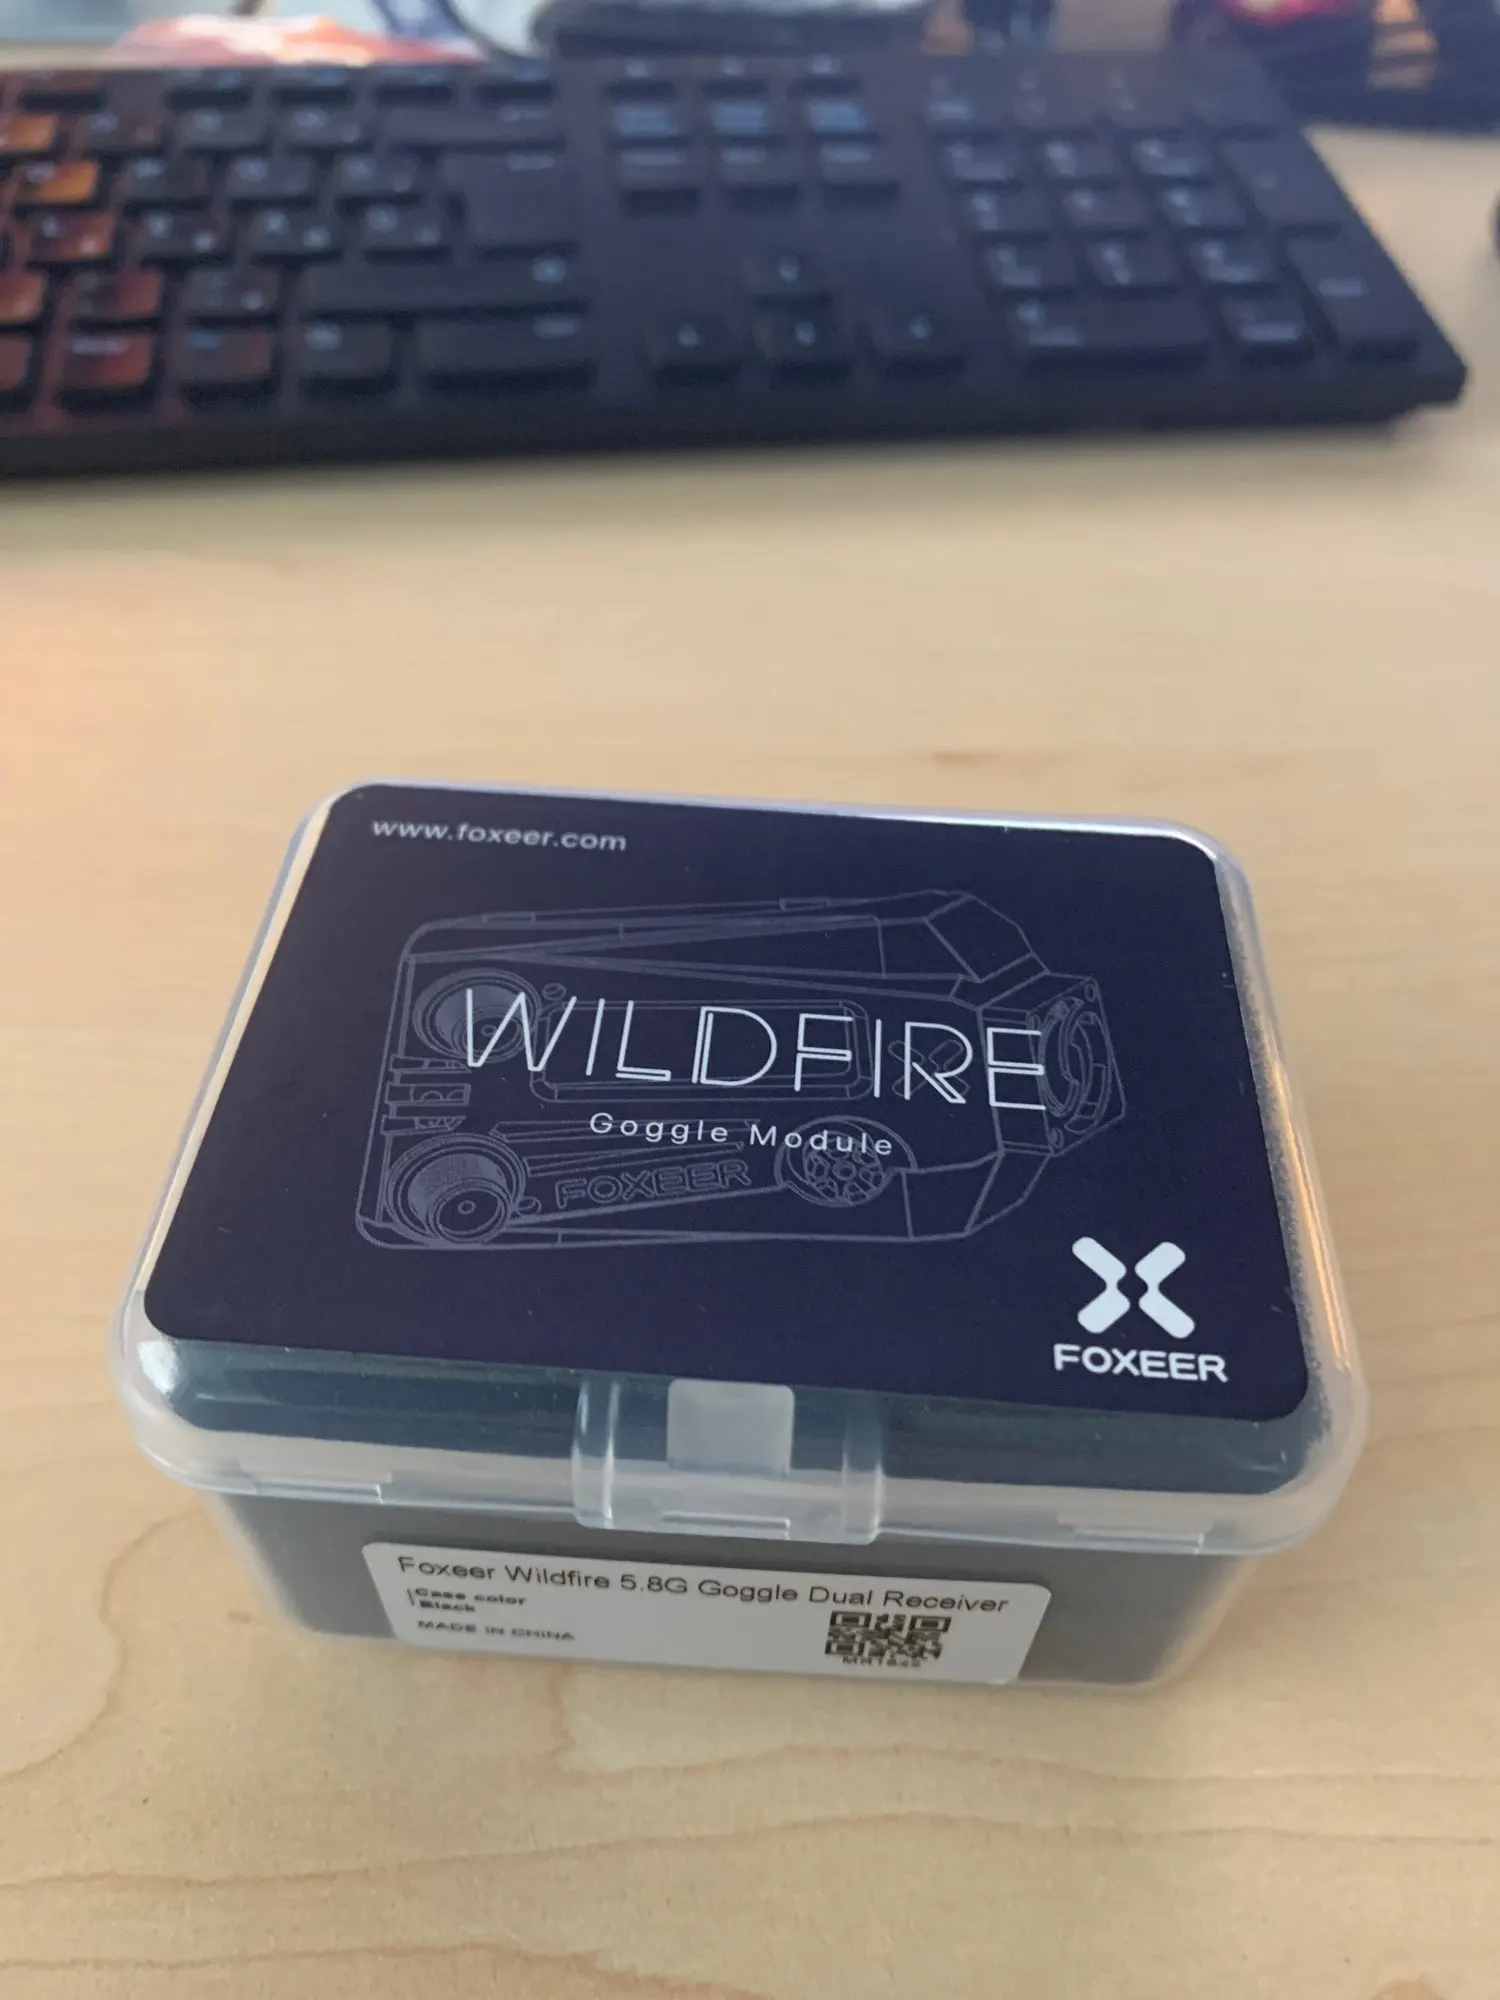 www.foxeer.com
WILDFIRE
Goggle Module
FOXEER
FOXEER
Foxeer Wildfire 5.8G Goggle Dual Receiver
Case color
Black
MADE IN CHINA